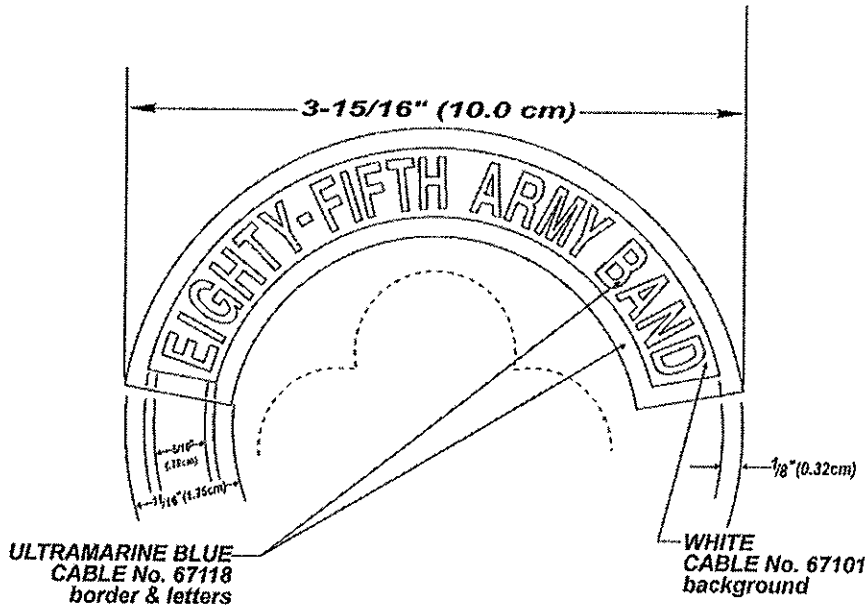 3-15/16" (10.0 cm)
EIGHTY-FIFTH ARMY BAND
1/8"(0.32cm)
ULTRAMARINE BLUE
CABLE No. 67118
border & letters
WHITE
CABLE No. 67101
background